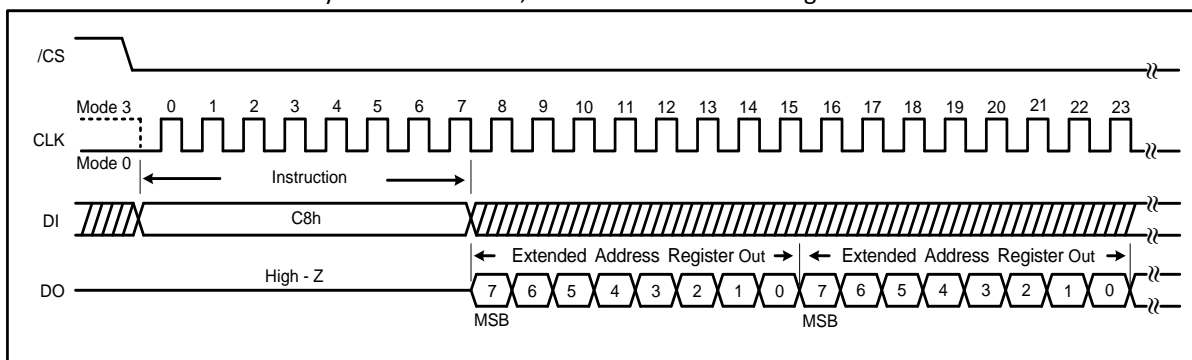 /CS
Mode 3 0 1 2 3 4 5 6 7 8 9 10 11 12 13 14 15 16 17 18 19 20 21 22 23
CLK
Mode 0
Instruction
DI C8h
Extended Address Register Out Extended Address Register Out
High - Z
DO 7 6 5 4 3 2 1 0 7 6 5 4 3 2 1 0
MSB MSB